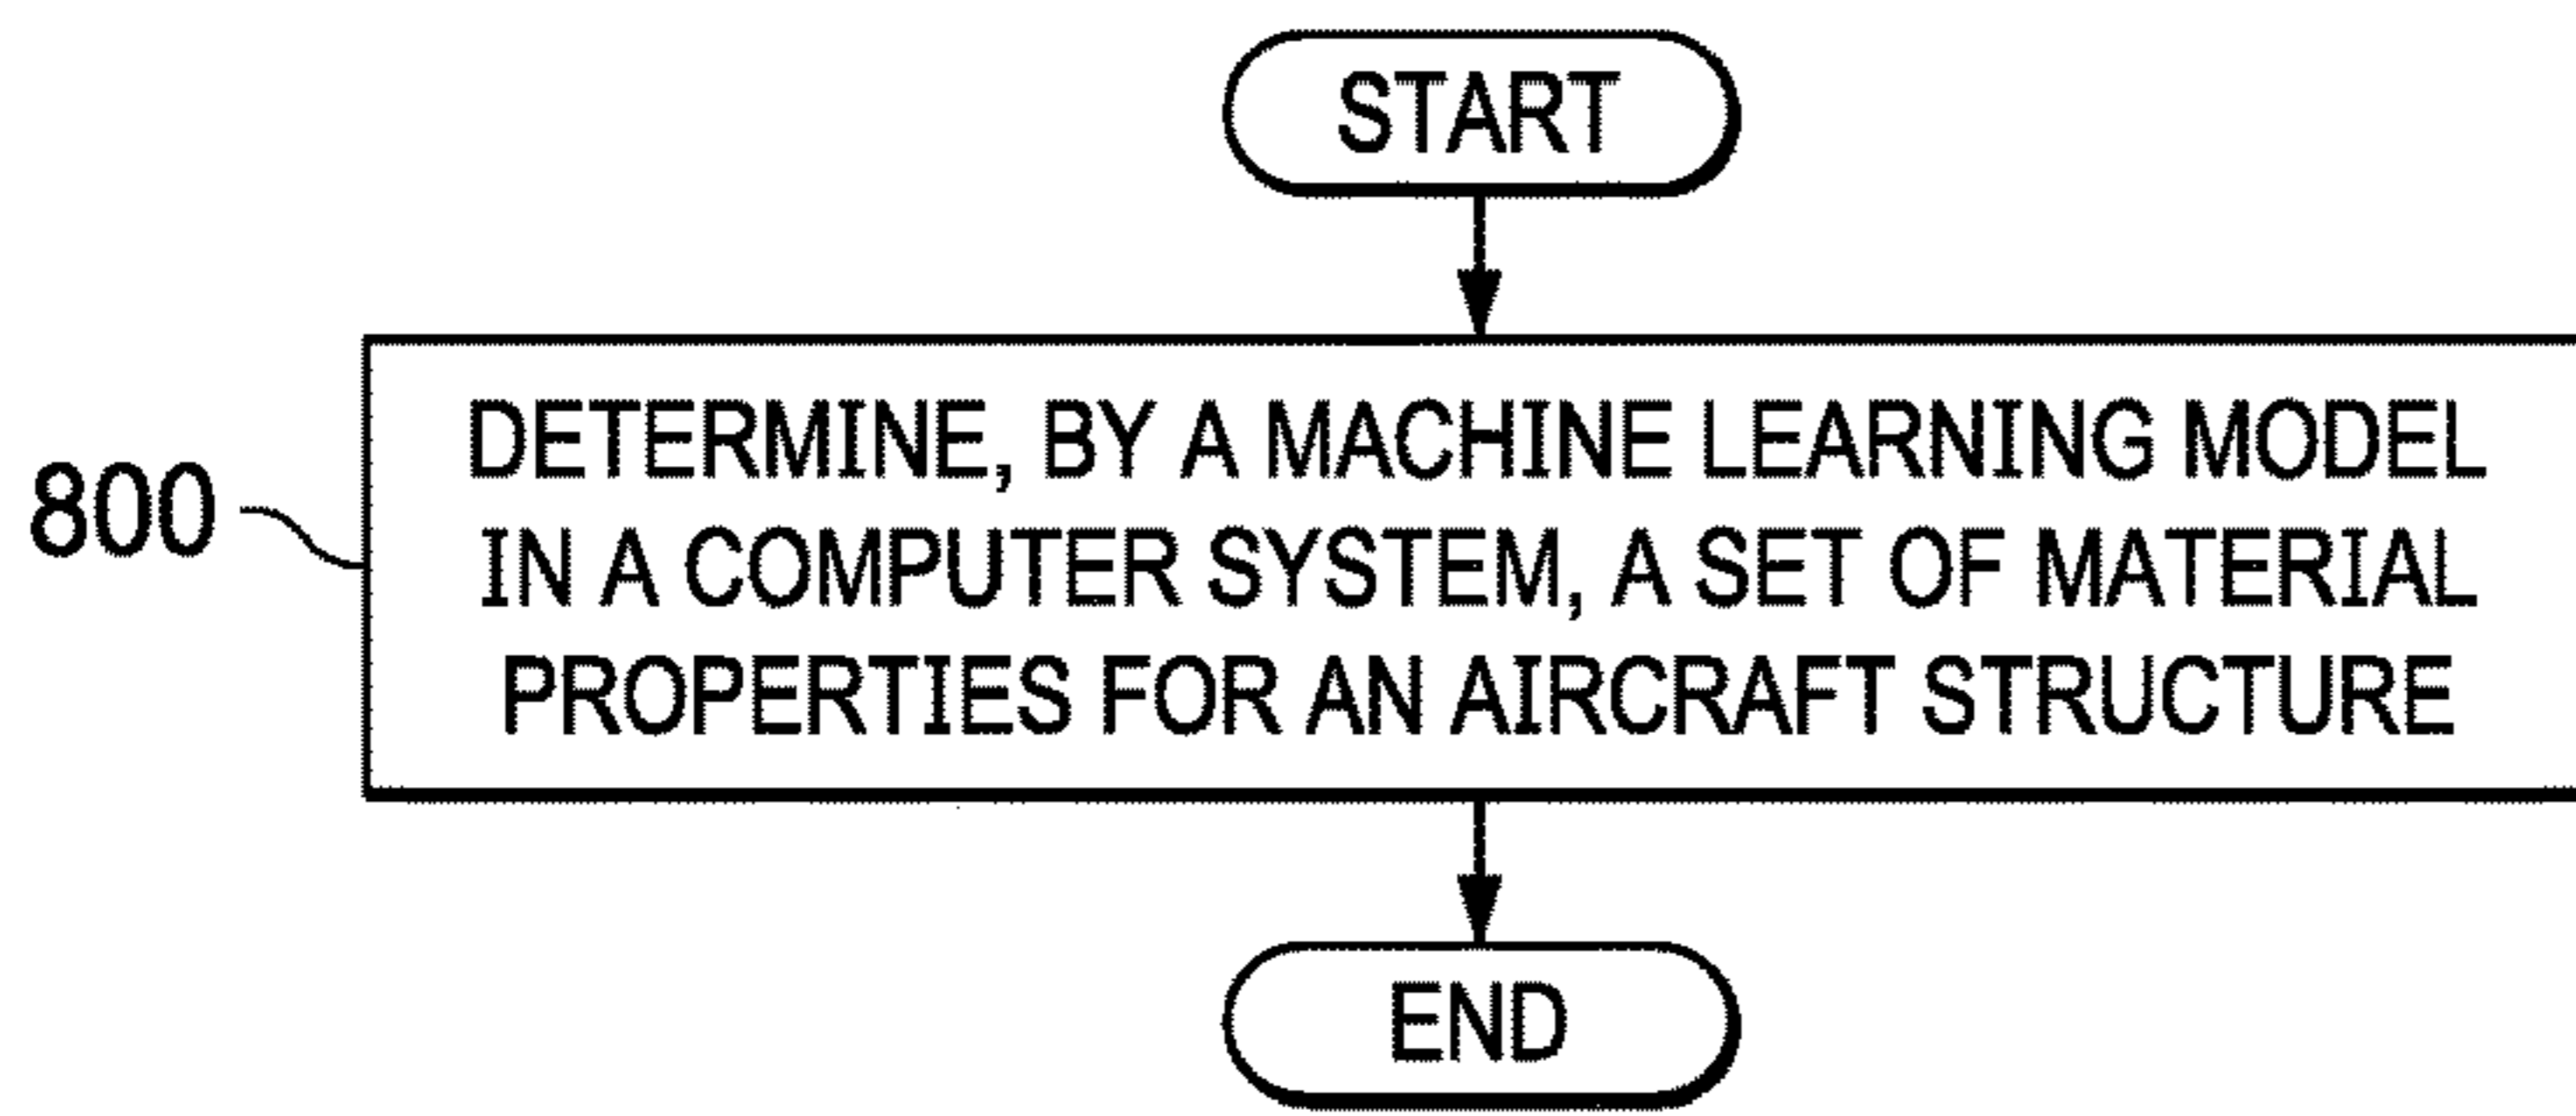 START
800
DETERMINE, BY A MACHINE LEARNING MODEL
IN A COMPUTER SYSTEM, A SET OF MATERIAL
PROPERTIES FOR AN AIRCRAFT STRUCTURE
END